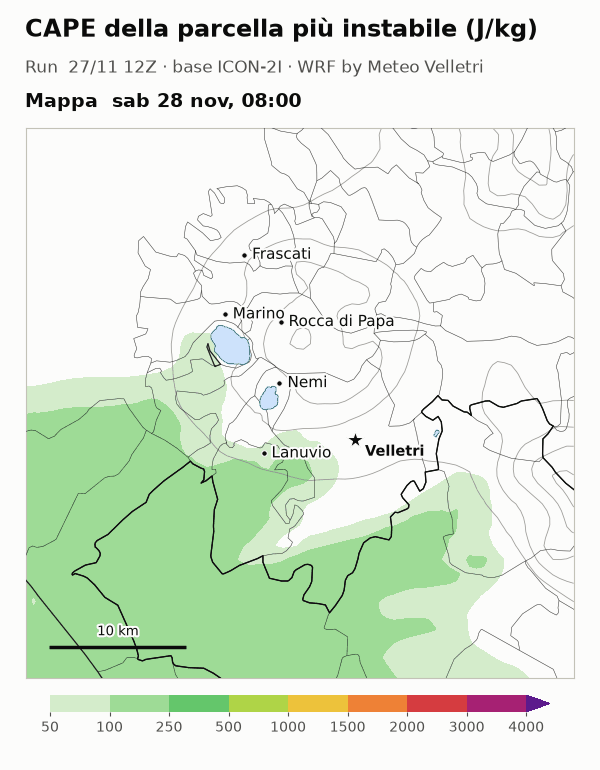 CAPE della parcella più instabile (J/kg)
Run  27/11 12Z · base ICON-2I · WRF by Meteo Velletri
Mappa  sab 28 nov, 08:00
Frascati
Marino
Rocca di Papa
Nemi
Velletri
Lanuvio
10 km
50 100 250 500 1000 1500 2000 3000 4000